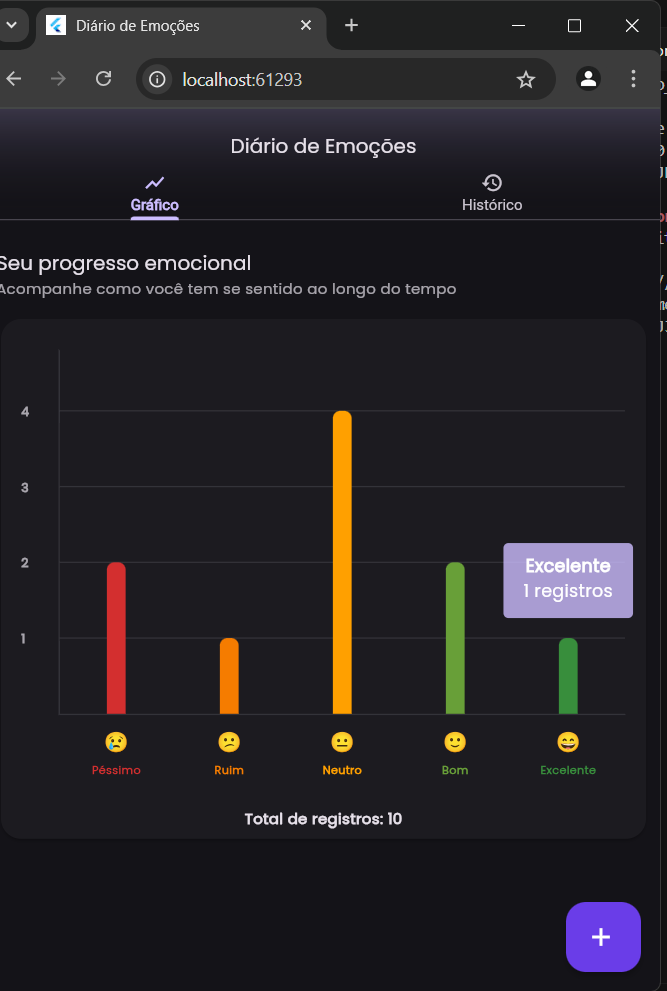 Diário de Emoções
localhost:61293
Diário de Emoções
Gráfico
Histórico
Seu progresso emocional
Acompanhe como você tem se sentido ao longo do tempo
4
3
2
1
Excelente
1 registros
Péssimo
Ruim
Neutro
Bom
Excelente
Total de registros: 10